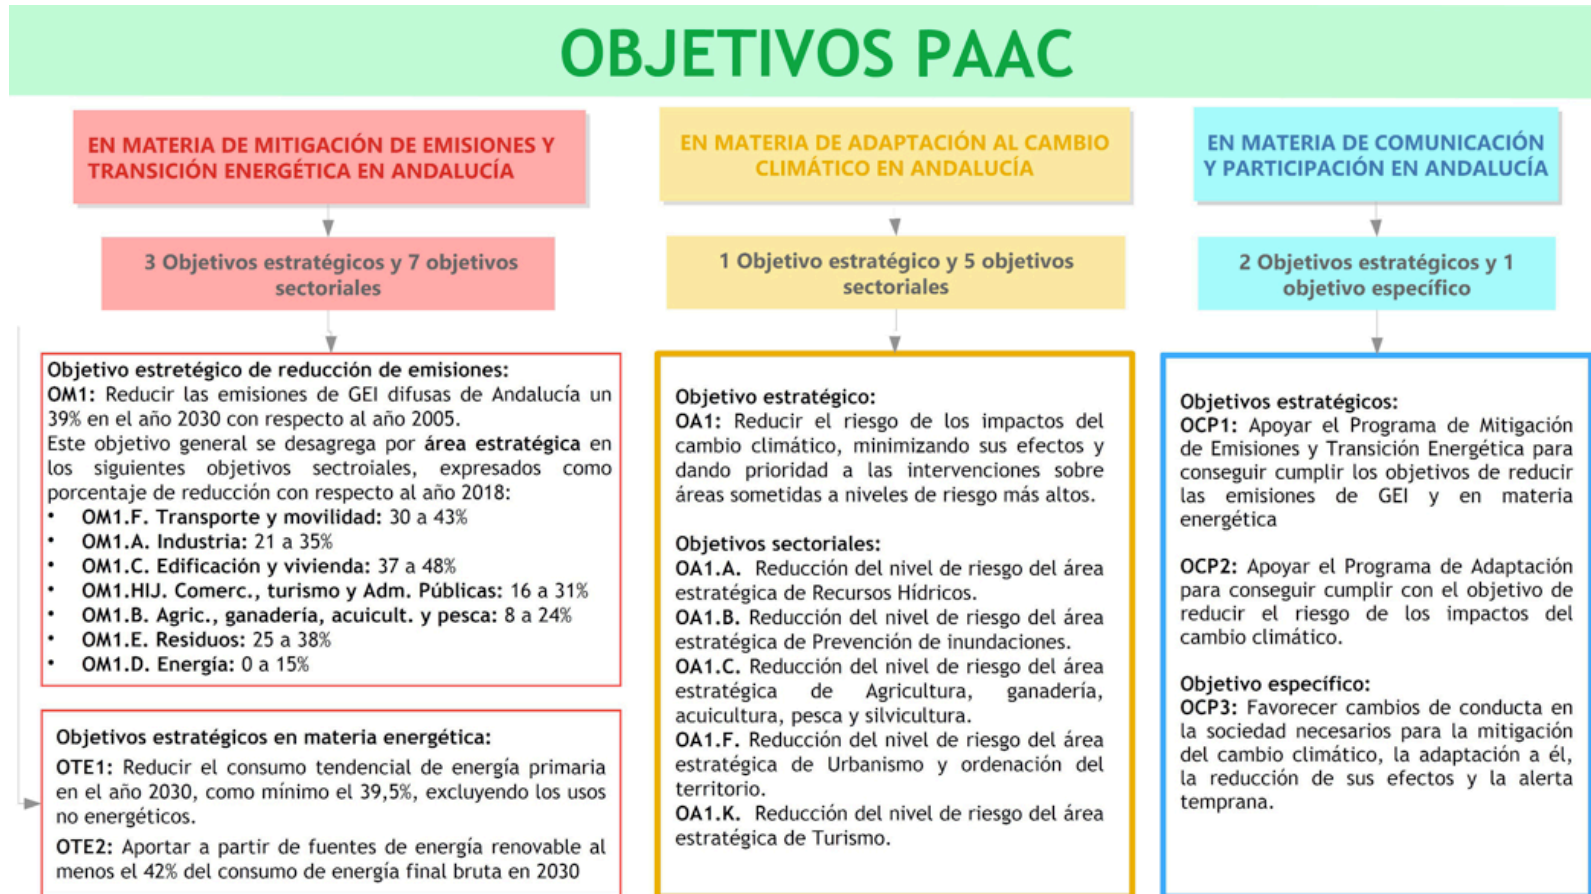 OBJETIVOS PAAC
EN MATERIA DE MITIGACIÓN DE EMISIONES Y
TRANSICIÓN ENERGÉTICA EN ANDALUCÍA
3 Objetivos estratégicos y 7 objetivos
sectoriales
Objetivo estretégico de reducción de emisiones:
OM1: Reducir las emisiones de GEI difusas de Andalucía un
39% en el año 2030 con respecto al año 2005.
Este objetivo general se desagrega por área estratégica en
los siguientes objetivos sectroiales, expresados como
porcentaje de reducción con respecto al año 2018:
• OM1.F. Transporte y movilidad: 30 a 43%
• OM1.A. Industria: 21 a 35%
• OM1.C. Edificación y vivienda: 37 a 48%
• OM1.HIJ. Comerc., turismo y Adm. Públicas: 16 a 31%
• OM1.B. Agric., ganadería, acuicult. y pesca: 8 a 24%
• OM1.E. Residuos: 25 a 38%
• OM1.D. Energía: 0 a 15%
Objetivos estratégicos en materia energética:
OTE1: Reducir el consumo tendencial de energía primaria
en el año 2030, como mínimo el 39,5%, excluyendo los usos
no energéticos.
OTE2: Aportar a partir de fuentes de energía renovable al
menos el 42% del consumo de energía final bruta en 2030
EN MATERIA DE ADAPTACIÓN AL CAMBIO
CLIMÁTICO EN ANDALUCÍA
1 Objetivo estratégico y 5 objetivos
sectoriales
Objetivo estratégico:
OA1: Reducir el riesgo de los impactos del
cambio climático, minimizando sus efectos y
dando prioridad a las intervenciones sobre
áreas sometidas a niveles de riesgo más altos.
Objetivos sectoriales:
OA1.A. Reducción del nivel de riesgo del área
estratégica de Recursos Hídricos.
OA1.B. Reducción del nivel de riesgo del área
estratégica de Prevención de inundaciones.
OA1.C. Reducción del nivel de riesgo del área
estratégica de Agricultura, ganadería,
acuicultura, pesca y silvicultura.
OA1.F. Reducción del nivel de riesgo del área
estratégica de Urbanismo y ordenación del
territorio.
OA1.K. Reducción del nivel de riesgo del área
estratégica de Turismo.
EN MATERIA DE COMUNICACIÓN
Y PARTICIPACIÓN EN ANDALUCÍA
2 Objetivos estratégicos y 1
objetivo específico
Objetivos estratégicos:
OCP1: Apoyar el Programa de Mitigación
de Emisiones y Transición Energética para
conseguir cumplir los objetivos de reducir
las emisiones de GEI y en materia
energética
OCP2: Apoyar el Programa de Adaptación
para conseguir cumplir con el objetivo de
reducir el riesgo de los impactos del
cambio climático.
Objetivo específico:
OCP3: Favorecer cambios de conducta en
la sociedad necesarios para la mitigación
del cambio climático, la adaptación a él,
la reducción de sus efectos y la alerta
temprana.